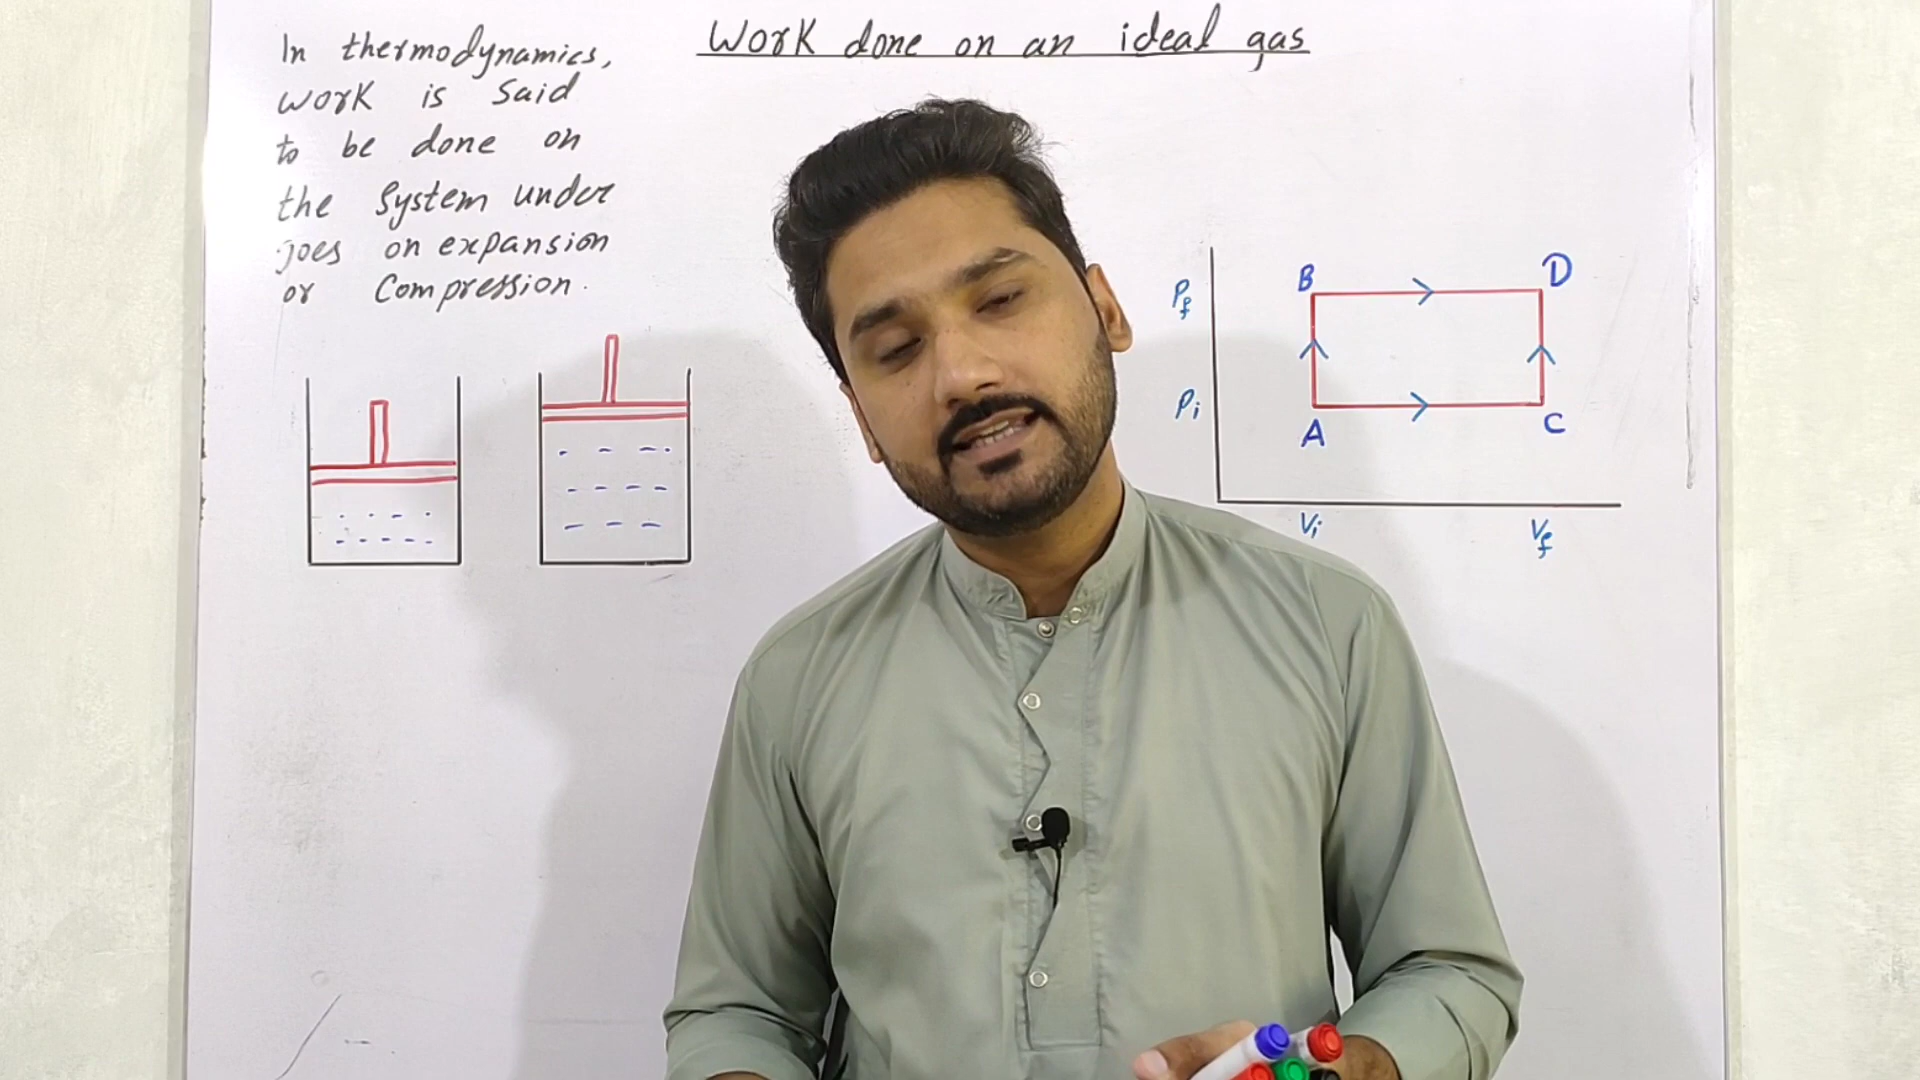 Work done on an ideal gas
In thermodynamics,
Work is Said
to be done on
the System under
goes on expansion
or Compression.
B
D
Pf
Pi
A
C
Vi
Vf